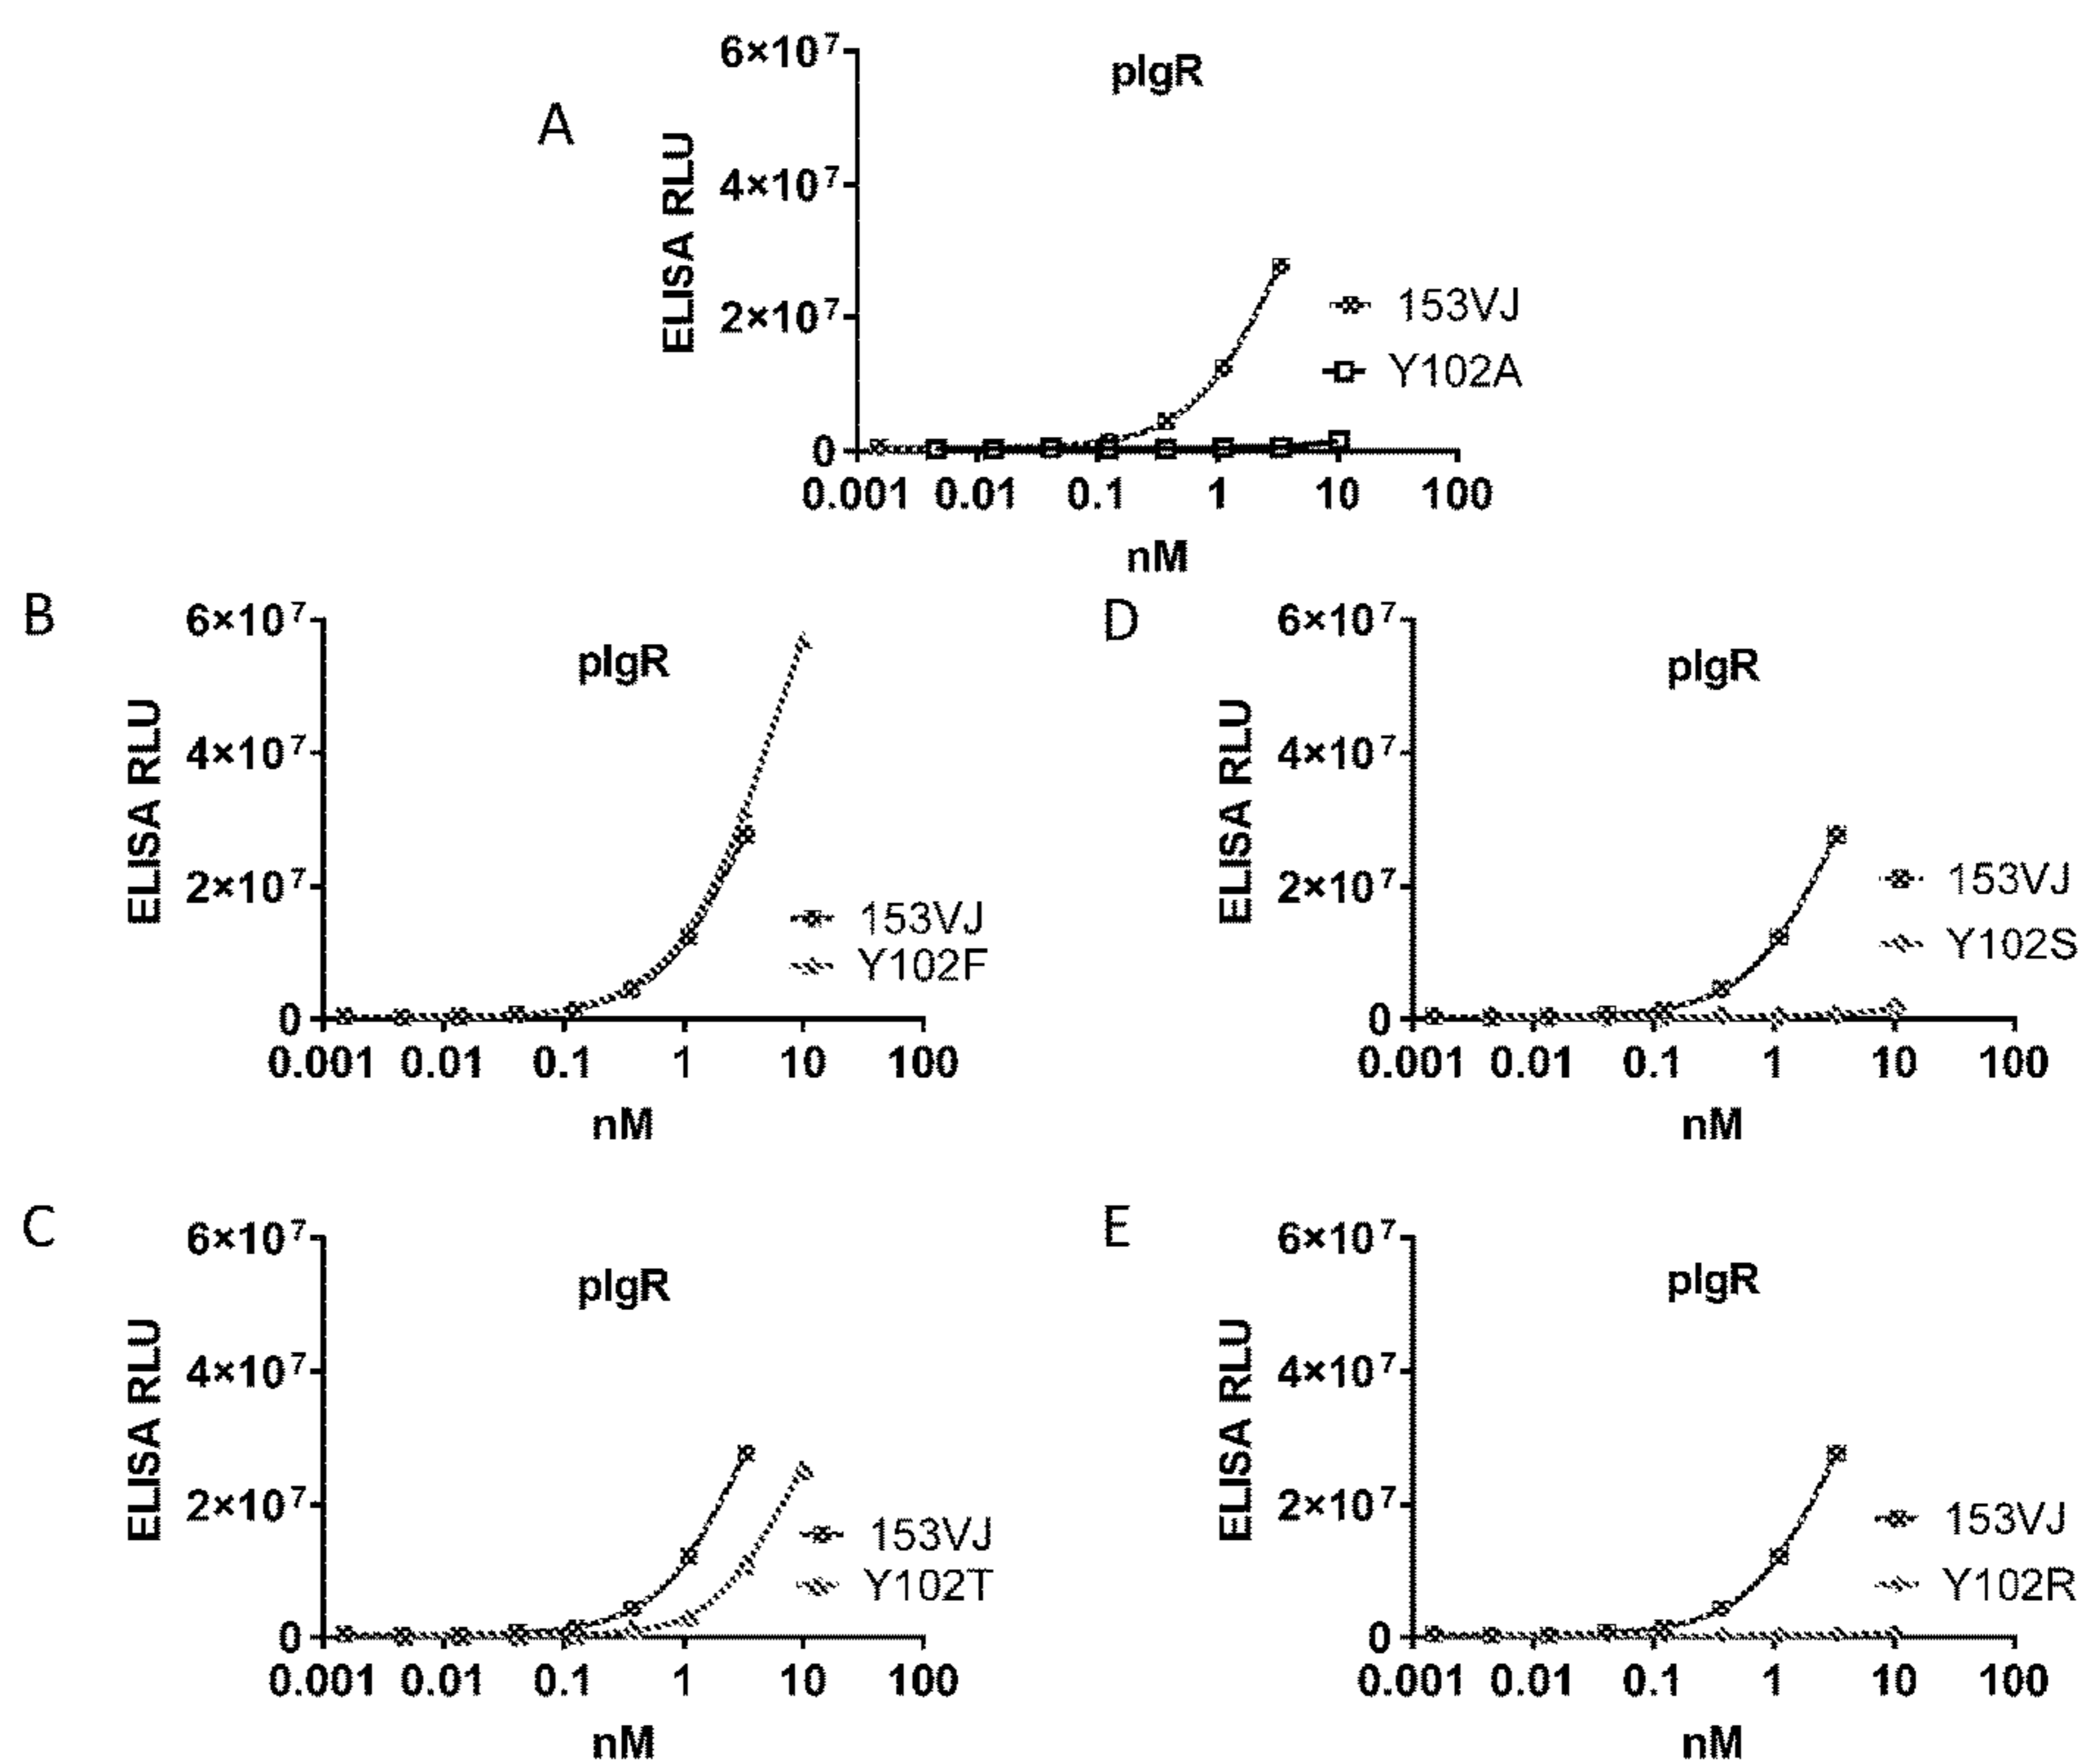 A
pIgR
ELISA RLU
6×10⁷
4×10⁷
2×10⁷
0
0.001 0.01 0.1 1 10 100
nM
153VJ
Y102A
B
pIgR
ELISA RLU
6×10⁷
4×10⁷
2×10⁷
0
0.001 0.01 0.1 1 10 100
nM
153VJ
Y102F
D
pIgR
ELISA RLU
6×10⁷
4×10⁷
2×10⁷
0
0.001 0.01 0.1 1 10 100
nM
153VJ
Y102S
C
pIgR
ELISA RLU
6×10⁷
4×10⁷
2×10⁷
0
0.001 0.01 0.1 1 10 100
nM
153VJ
Y102T
E
pIgR
ELISA RLU
6×10⁷
4×10⁷
2×10⁷
0
0.001 0.01 0.1 1 10 100
nM
153VJ
Y102R